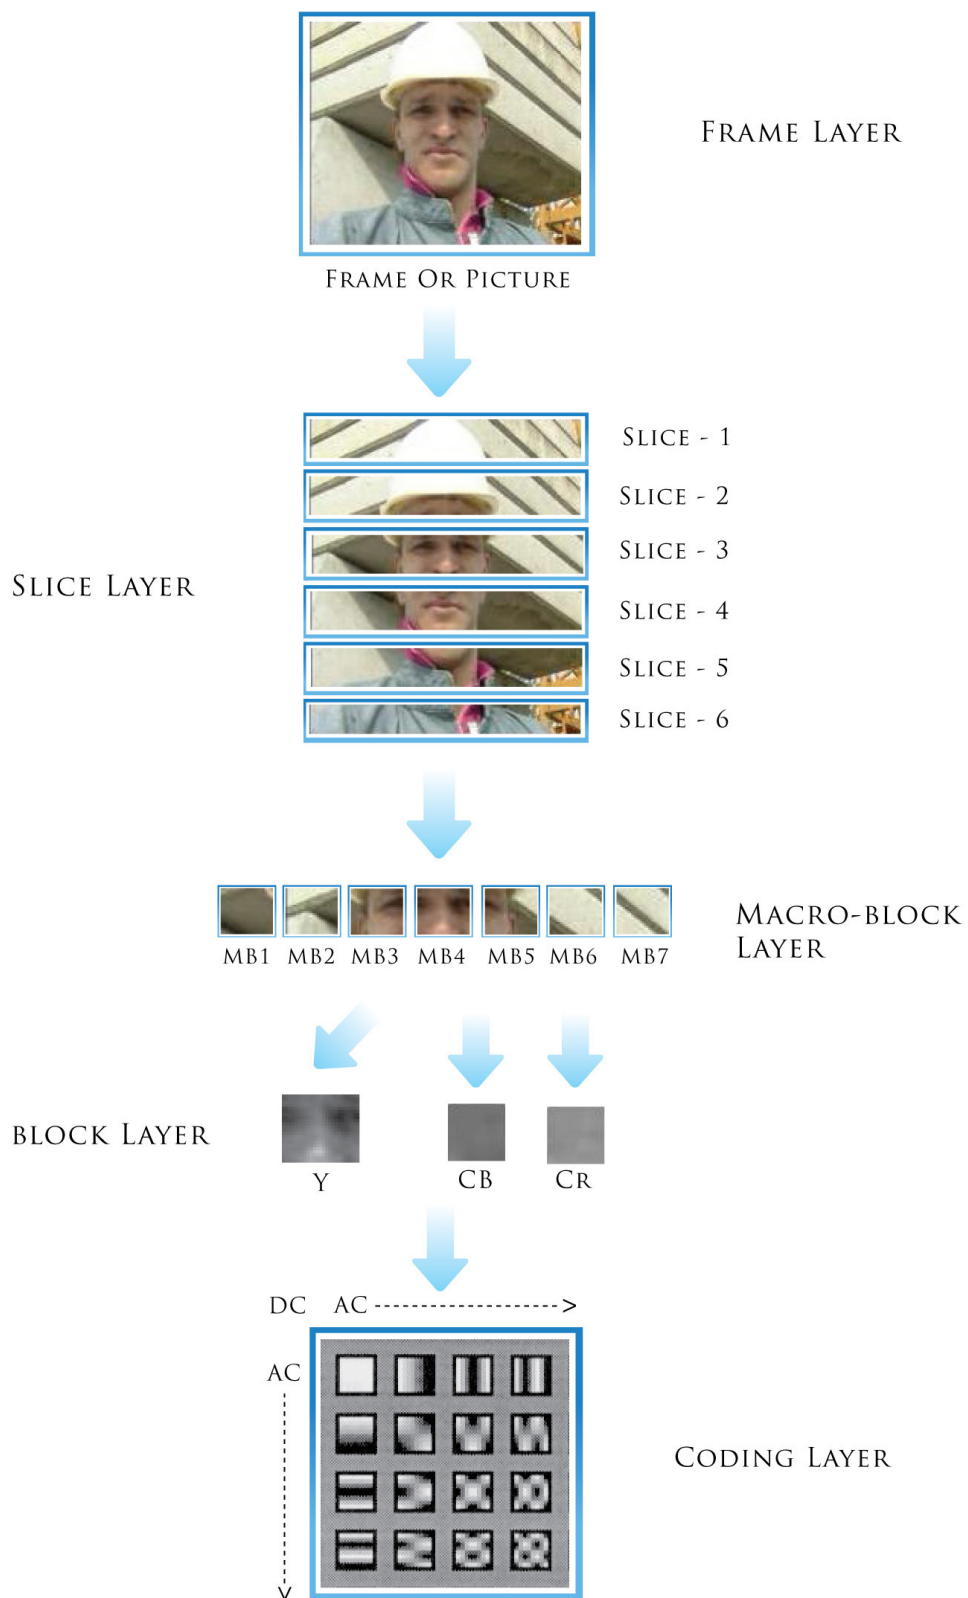 Frame Layer
Frame Or Picture
Slice - 1
Slice - 2
Slice - 3
Slice Layer
Slice - 4
Slice - 5
Slice - 6
Macro-block
Layer
MB1 MB2 MB3 MB4 MB5 MB6 MB7
block Layer
Y CB Cr
DC AC
AC
Coding Layer